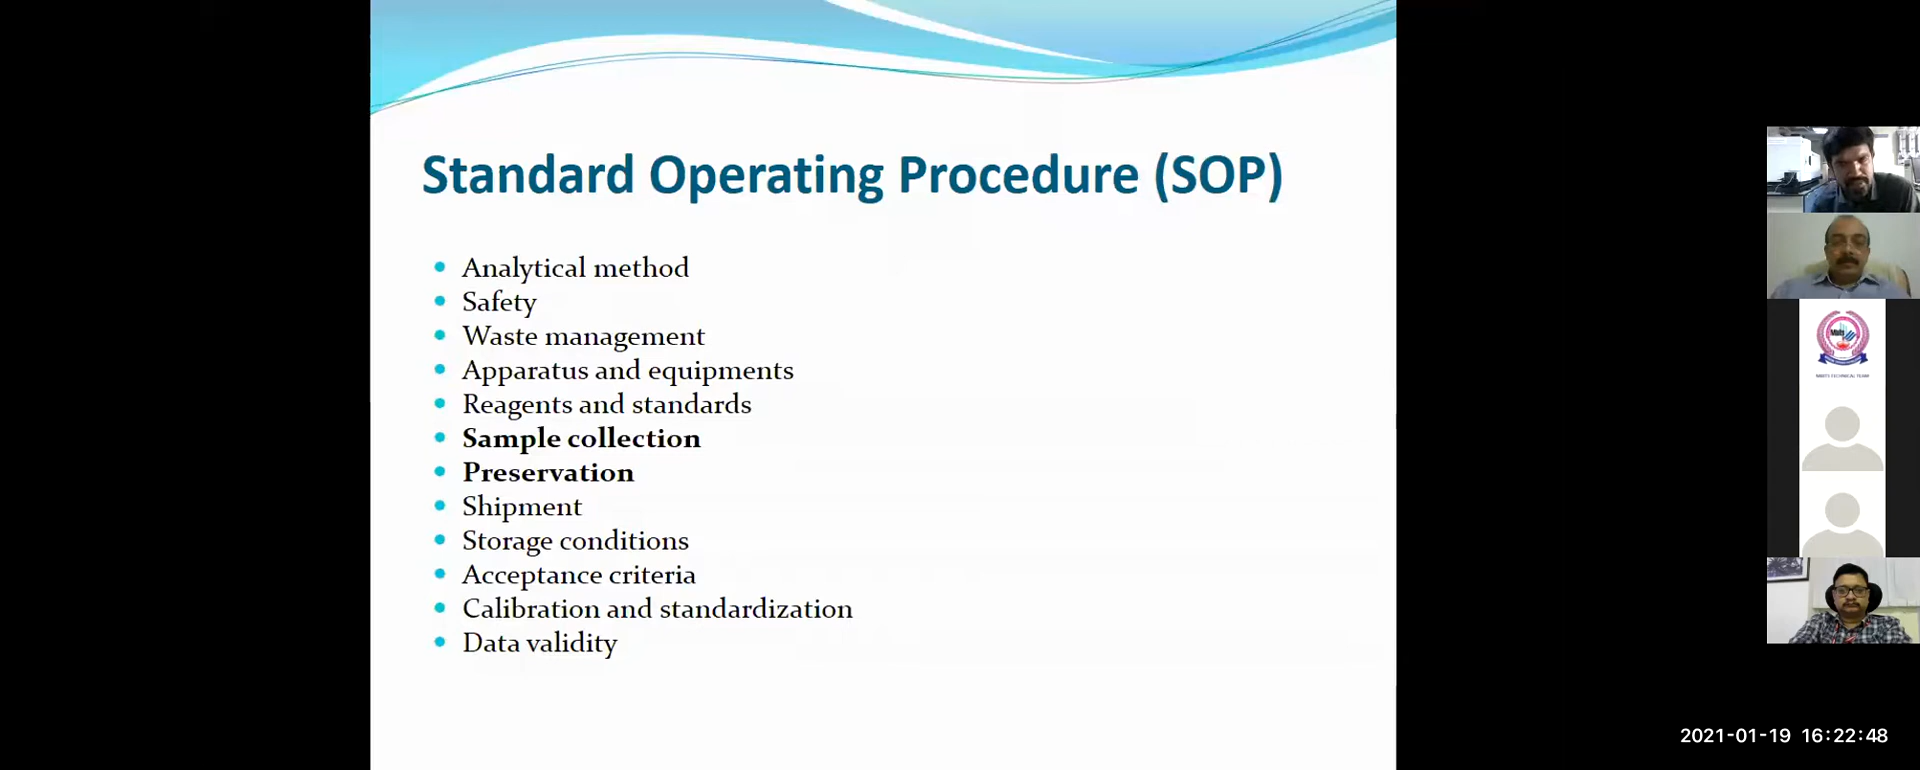 Standard Operating Procedure (SOP)
Analytical method
Safety
Waste management
Apparatus and equipments
Reagents and standards
Sample collection
Preservation
Shipment
Storage conditions
Acceptance criteria
Calibration and standardization
Data validity
2021-01-19 16:22:48